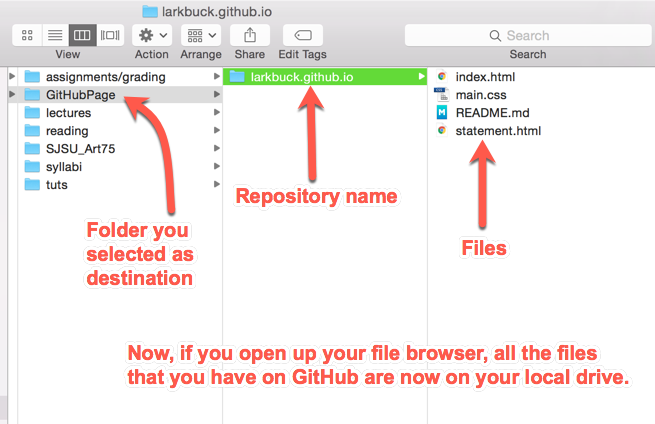 larkbuck.github.io
View
Action
Arrange
Share
Edit Tags
Search
Search
assignments/grading
GitHubPage
lectures
reading
SJSU_Art75
syllabi
tuts
larkbuck.github.io
index.html
main.css
README.md
statement.html
Folder you
selected as
destination
Repository name
Files
Now, if you open up your file browser, all the files
that you have on GitHub are now on your local drive.